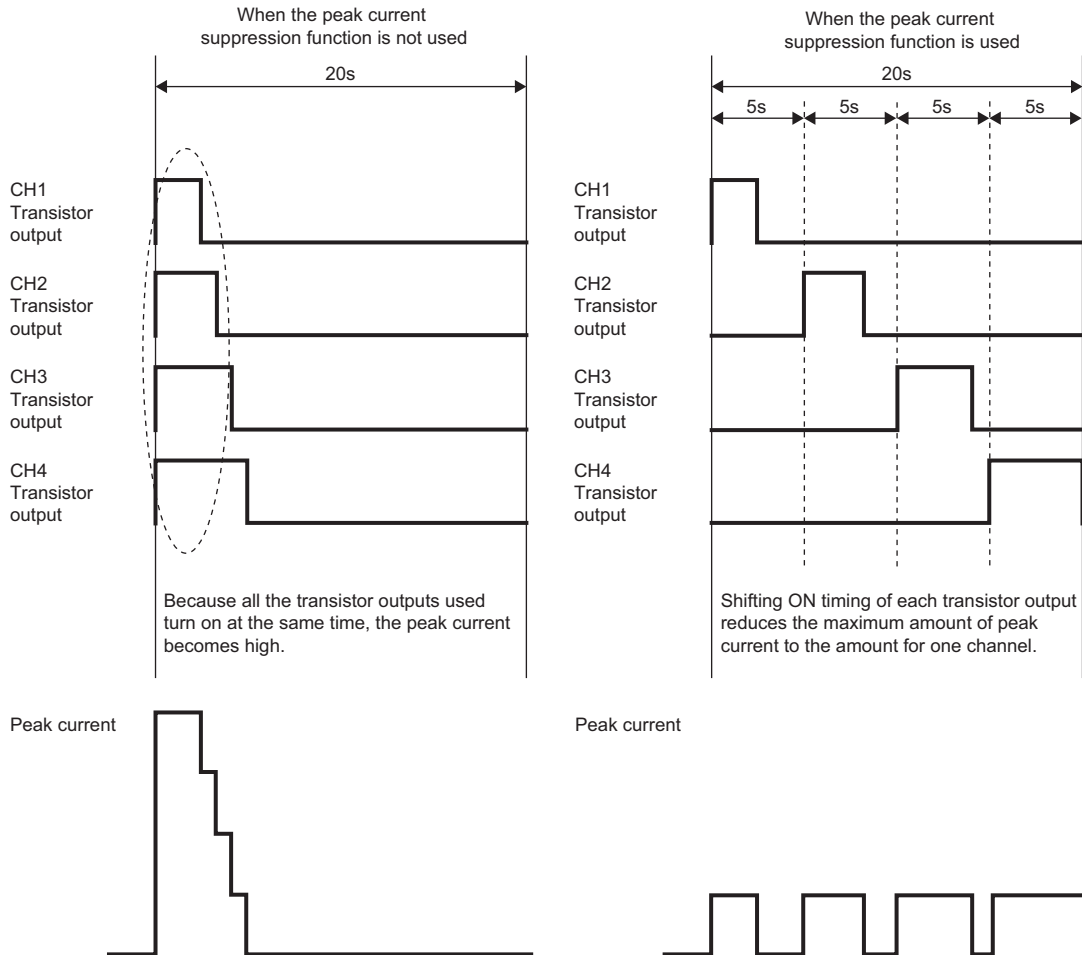 When the peak current
suppression function is not used
20s
CH1
Transistor
output
CH2
Transistor
output
CH3
Transistor
output
CH4
Transistor
output
Because all the transistor outputs used
turn on at the same time, the peak current
becomes high.
Peak current
When the peak current
suppression function is used
20s
5s 5s 5s 5s
CH1
Transistor
output
CH2
Transistor
output
CH3
Transistor
output
CH4
Transistor
output
Shifting ON timing of each transistor output
reduces the maximum amount of peak
current to the amount for one channel.
Peak current